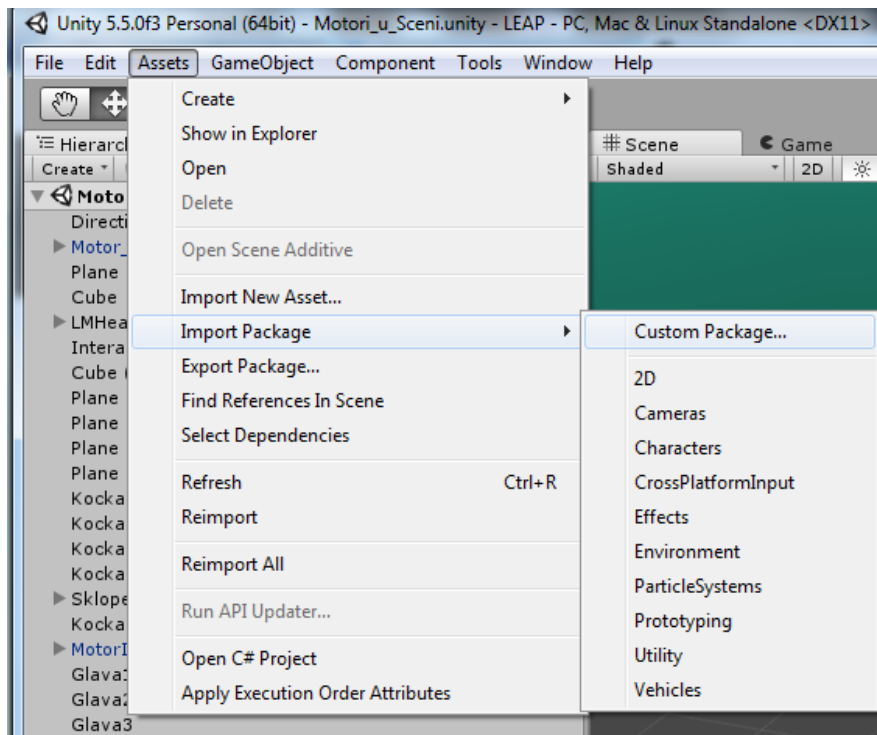 Unity 5.5.0f3 Personal (64bit) - Motori_u_Sceni.unity - LEAP - PC, Mac & Linux Standalone <DX11>
File Edit Assets GameObject Component Tools Window Help
Create
Show in Explorer
Open
Delete
Open Scene Additive
Import New Asset...
Import Package
Export Package...
Find References In Scene
Select Dependencies
Refresh Ctrl+R
Reimport
Reimport All
Run API Updater...
Open C# Project
Apply Execution Order Attributes
Custom Package...
2D
Cameras
Characters
CrossPlatformInput
Effects
Environment
ParticleSystems
Prototyping
Utility
Vehicles
Hierarcl
Create
Moto
Directi
Motor_
Plane
Cube
LMHea
Intera
Cube (
Plane
Plane
Plane
Plane
Kocka
Kocka
Kocka
Kocka
Sklope
Kocka
MotorI
Glava1
Glava2
Glava3
Scene Game
Shaded 2D